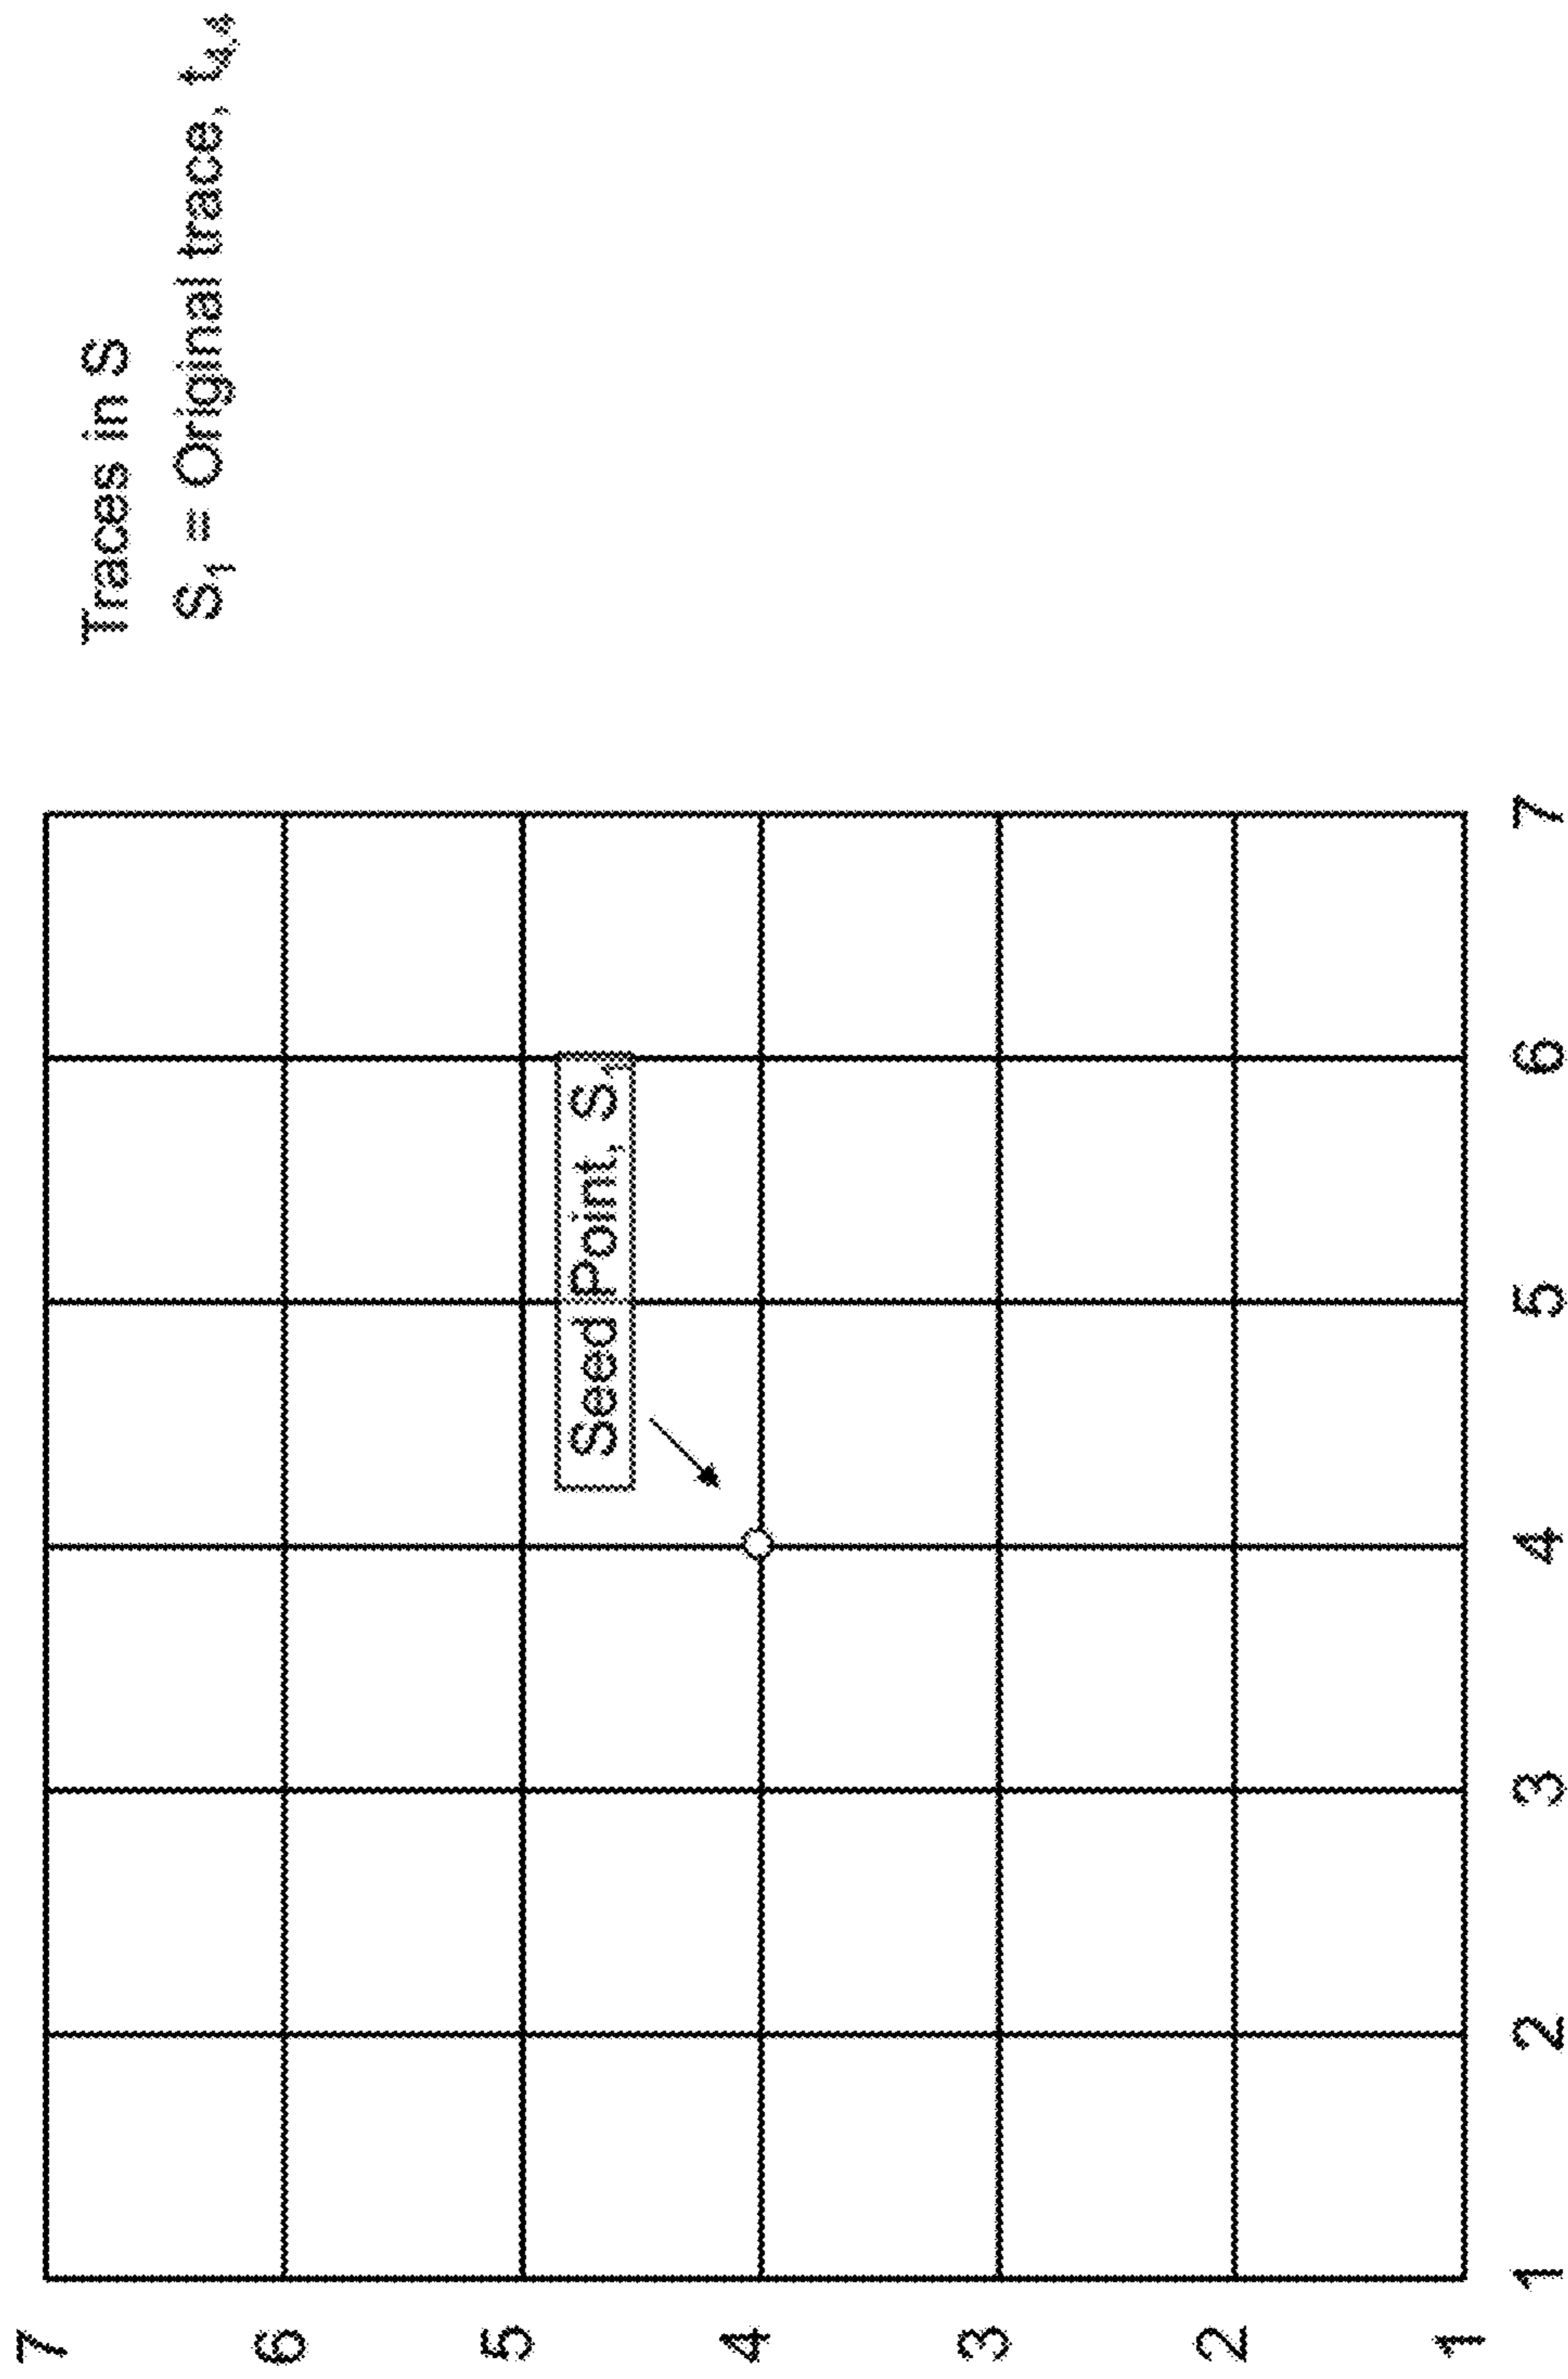 Traces in S
S₁ = Original trace, t₄,₄
7
6
5
Seed Point, S₁
4
3
2
1
1 2 3 4 5 6 7